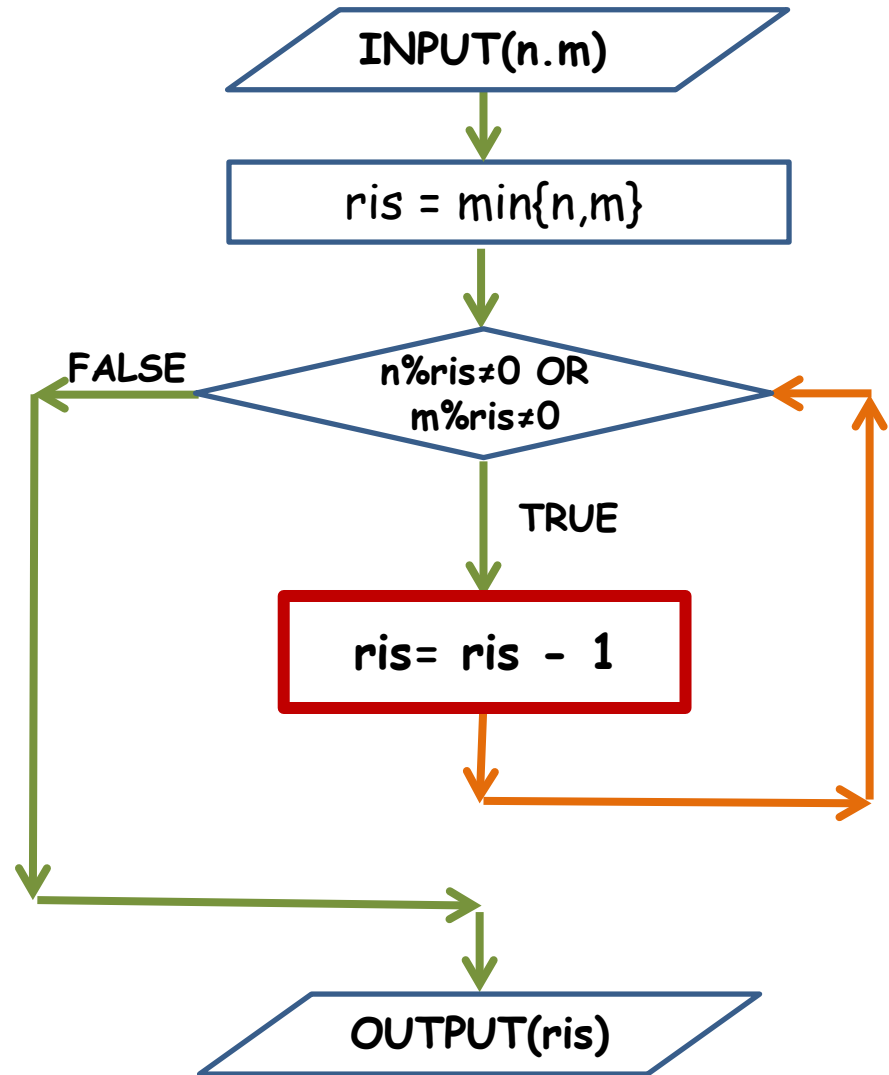 INPUT(n.m)
ris = min{n,m}
FALSE
n%ris≠0 OR
m%ris≠0
TRUE
ris= ris - 1
OUTPUT(ris)